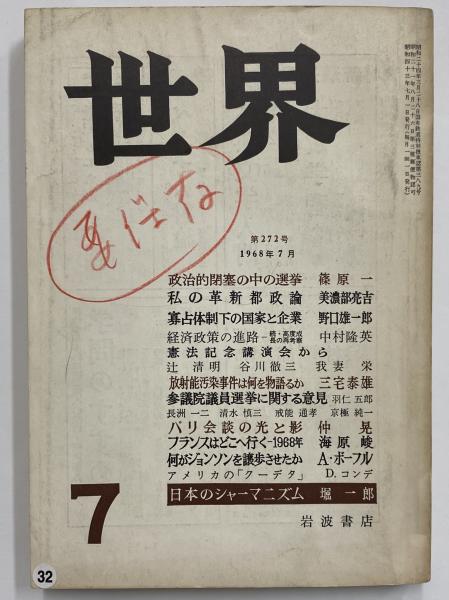 世界
第272号
1968年7月
政治的閉塞の中の選挙 篠原一
私の革新都政論 美濃部亮吉
寡占体制下の国家と企業 野口雄一郎
経済政策の進路―続・高度成長の再考察 中村隆英
憲法記念講演会から
辻清明 谷川徹三 我妻栄
放射能汚染事件は何を物語るか 三宅泰雄
参議院議員選挙に関する意見 羽仁五郎
長洲一二 清水慎三 戒能通孝 京極純一
パリ会談の光と影 仲晃
フランスはどこへ行く―1968年 海原峻
何がジョンソンを譲歩させたか A・ボーフル
アメリカの「クーデタ」 D.コンデ
日本のシャーマニズム 堀一郎
7
岩波書店
32